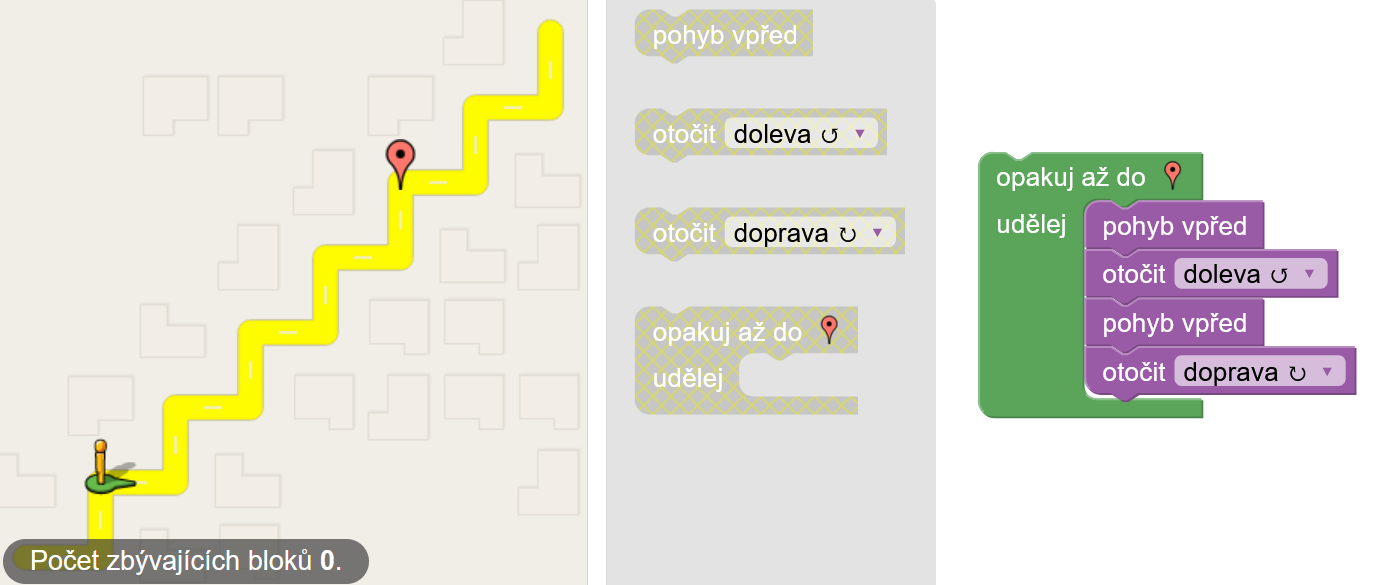 Počet zbývajících bloků 0.
pohyb vpřed
otočit doleva ↺ ▼
otočit doprava ↻ ▼
opakuj až do
udělej
opakuj až do
udělej
pohyb vpřed
otočit doleva ↺ ▼
pohyb vpřed
otočit doprava ↻ ▼